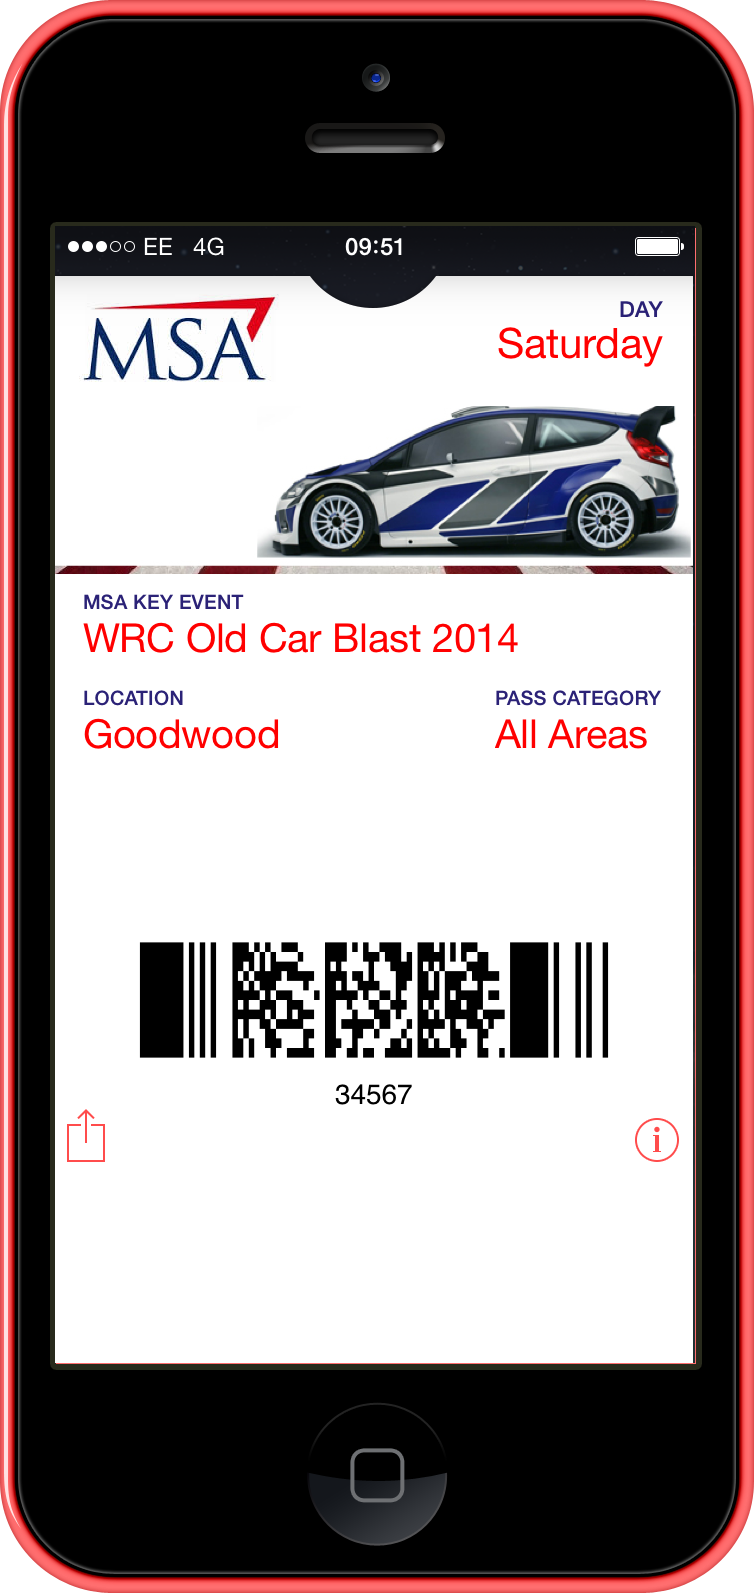 EE 4G 09:51
MSA
DAY
Saturday
MSA KEY EVENT
WRC Old Car Blast 2014
LOCATION PASS CATEGORY
Goodwood All Areas
34567
i